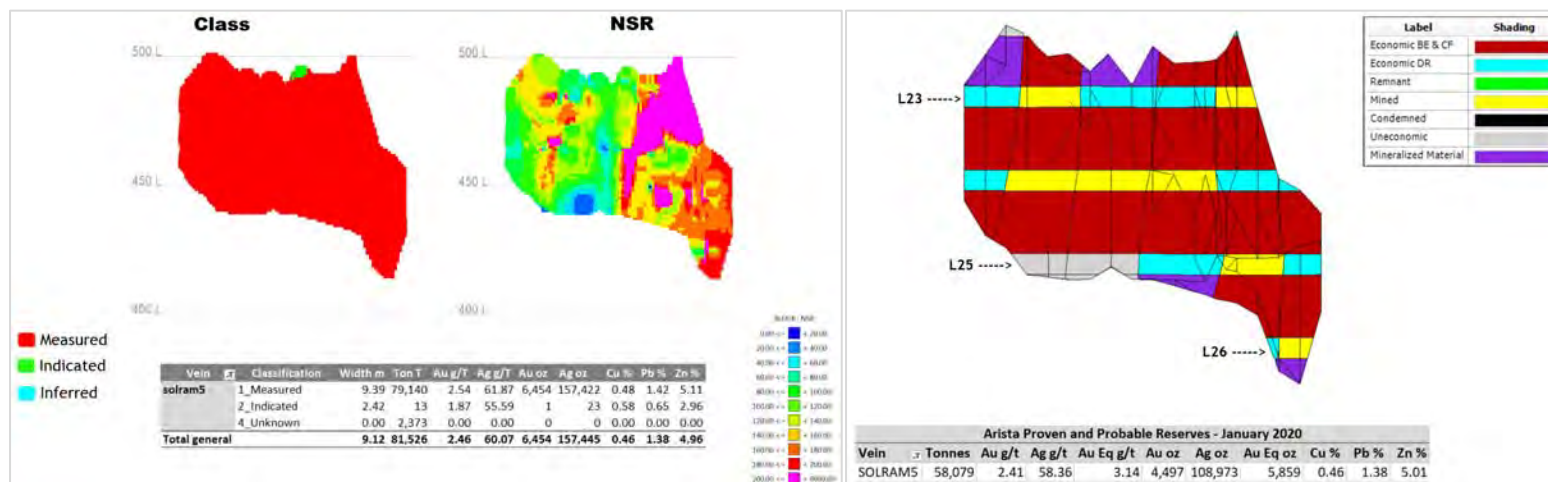 Class
NSR
500 L
500 L
450 L
450 L
400 L
400 L
Measured
Indicated
Inferred
Vein Classification Width m Ton T Au g/T Ag g/T Au oz Ag oz Cu % Pb % Zn %
solram5 1_Measured 9.39 79,140 2.54 61.87 6,454 157,422 0.48 1.42 5.11
2_Indicated 2.42 13 1.87 55.59 1 23 0.58 0.65 2.96
4_Unknown 0.00 2,373 0.00 0.00 0 0 0.00 0.00 0.00
Total general 9.12 81,526 2.46 60.07 6,454 157,445 0.46 1.38 4.96
L23 ----->
L25 ----->
L26 ----->
Label Shading
Economic BE & CF
Economic DR
Remnant
Mined
Condemned
Uneconomic
Mineralized Material
Arista Proven and Probable Reserves - January 2020
Vein Tonnes Au g/t Ag g/t Au Eq g/t Au oz Ag oz Au Eq oz Cu % Pb % Zn %
SOLRAM5 58,079 2.41 58.36 3.14 4,497 108,973 5,859 0.46 1.38 5.01